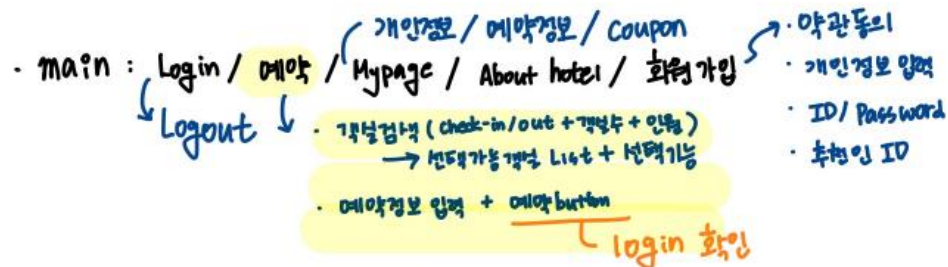 개인정보 / 예약정보 / Coupon
· main : Login / 예약 / Mypage / About hotel / 회원가입
Logout
· 객실검색 ( check-in/out + 객실수 + 인원 )
→ 선택가능객실 List + 선택기능
· 예약정보 입력 + 예약button
login 확인
· 약관동의
· 개인정보 입력
· ID/ Password
· 추천인 ID